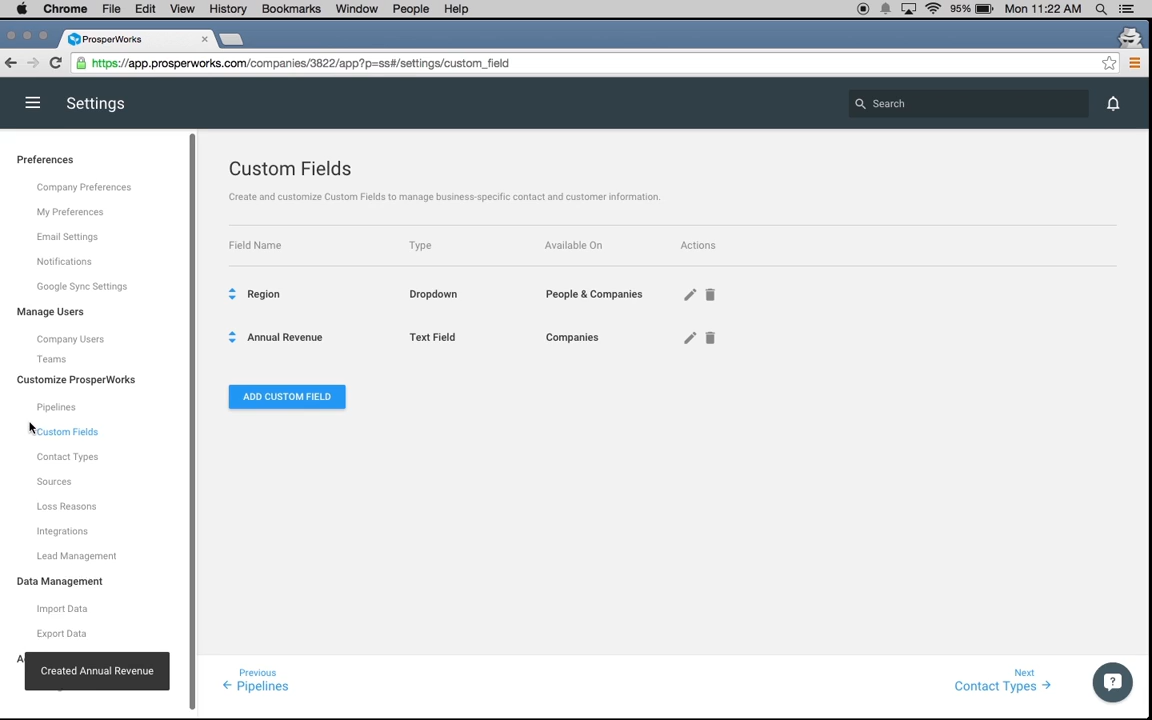 Chrome File Edit View History Bookmarks Window People Help 95% Mon 11:22 AM
ProsperWorks
https://app.prosperworks.com/companies/3822/app?p=ss#/settings/custom_field
Settings
Search
Preferences
Company Preferences
My Preferences
Email Settings
Notifications
Google Sync Settings
Manage Users
Company Users
Teams
Customize ProsperWorks
Pipelines
Custom Fields
Contact Types
Sources
Loss Reasons
Integrations
Lead Management
Data Management
Import Data
Export Data
Created Annual Revenue
Custom Fields
Create and customize Custom Fields to manage business-specific contact and customer information.
Field Name Type Available On Actions
Region Dropdown People & Companies
Annual Revenue Text Field Companies
ADD CUSTOM FIELD
Previous
← Pipelines
Next
Contact Types →